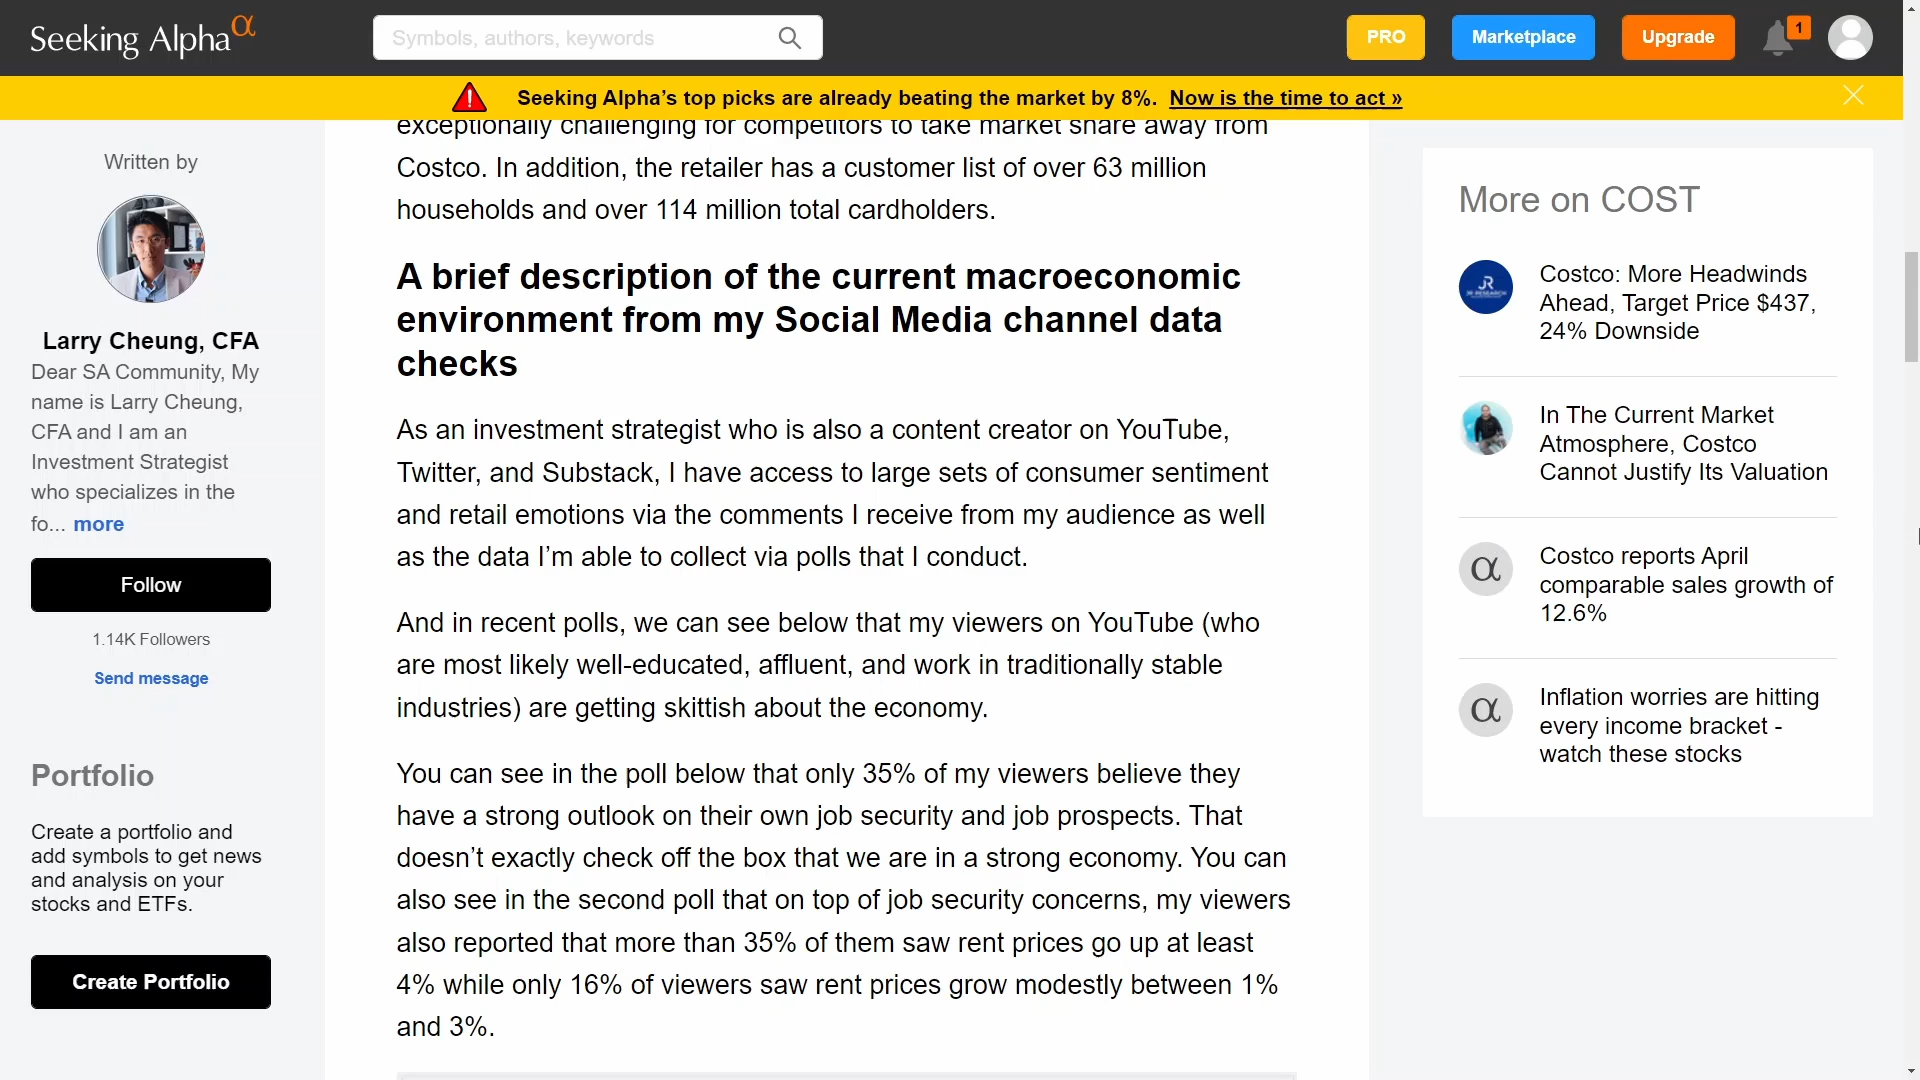 Seeking Alpha α
Symbols, authors, keywords
PRO
Marketplace
Upgrade
1
Seeking Alpha’s top picks are already beating the market by 8%. Now is the time to act »
Written by
Larry Cheung, CFA
Dear SA Community, My
name is Larry Cheung,
CFA and I am an
Investment Strategist
who specializes in the
fo... more
Follow
1.14K Followers
Send message
Portfolio
Create a portfolio and
add symbols to get news
and analysis on your
stocks and ETFs.
Create Portfolio
exceptionally challenging for competitors to take market share away from
Costco. In addition, the retailer has a customer list of over 63 million
households and over 114 million total cardholders.
A brief description of the current macroeconomic
environment from my Social Media channel data
checks
As an investment strategist who is also a content creator on YouTube,
Twitter, and Substack, I have access to large sets of consumer sentiment
and retail emotions via the comments I receive from my audience as well
as the data I’m able to collect via polls that I conduct.
And in recent polls, we can see below that my viewers on YouTube (who
are most likely well-educated, affluent, and work in traditionally stable
industries) are getting skittish about the economy.
You can see in the poll below that only 35% of my viewers believe they
have a strong outlook on their own job security and job prospects. That
doesn’t exactly check off the box that we are in a strong economy. You can
also see in the second poll that on top of job security concerns, my viewers
also reported that more than 35% of them saw rent prices go up at least
4% while only 16% of viewers saw rent prices grow modestly between 1%
and 3%.
More on COST
JR
JR RESEARCH
Costco: More Headwinds
Ahead, Target Price $437,
24% Downside
In The Current Market
Atmosphere, Costco
Cannot Justify Its Valuation
α
Costco reports April
comparable sales growth of
12.6%
α
Inflation worries are hitting
every income bracket -
watch these stocks